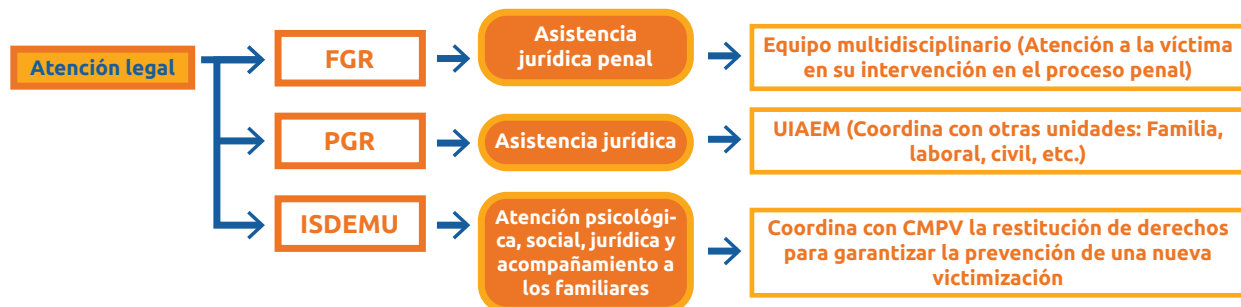 Atención legal
FGR
Asistencia
jurídica penal
Equipo multidisciplinario (Atención a la víctima
en su intervención en el proceso penal)
PGR
Asistencia jurídica
UIAEM (Coordina con otras unidades: Familia,
laboral, civil, etc.)
ISDEMU
Atención psicológi-
ca, social, jurídica y
acompañamiento a
los familiares
Coordina con CMPV la restitución de derechos
para garantizar la prevención de una nueva
victimización